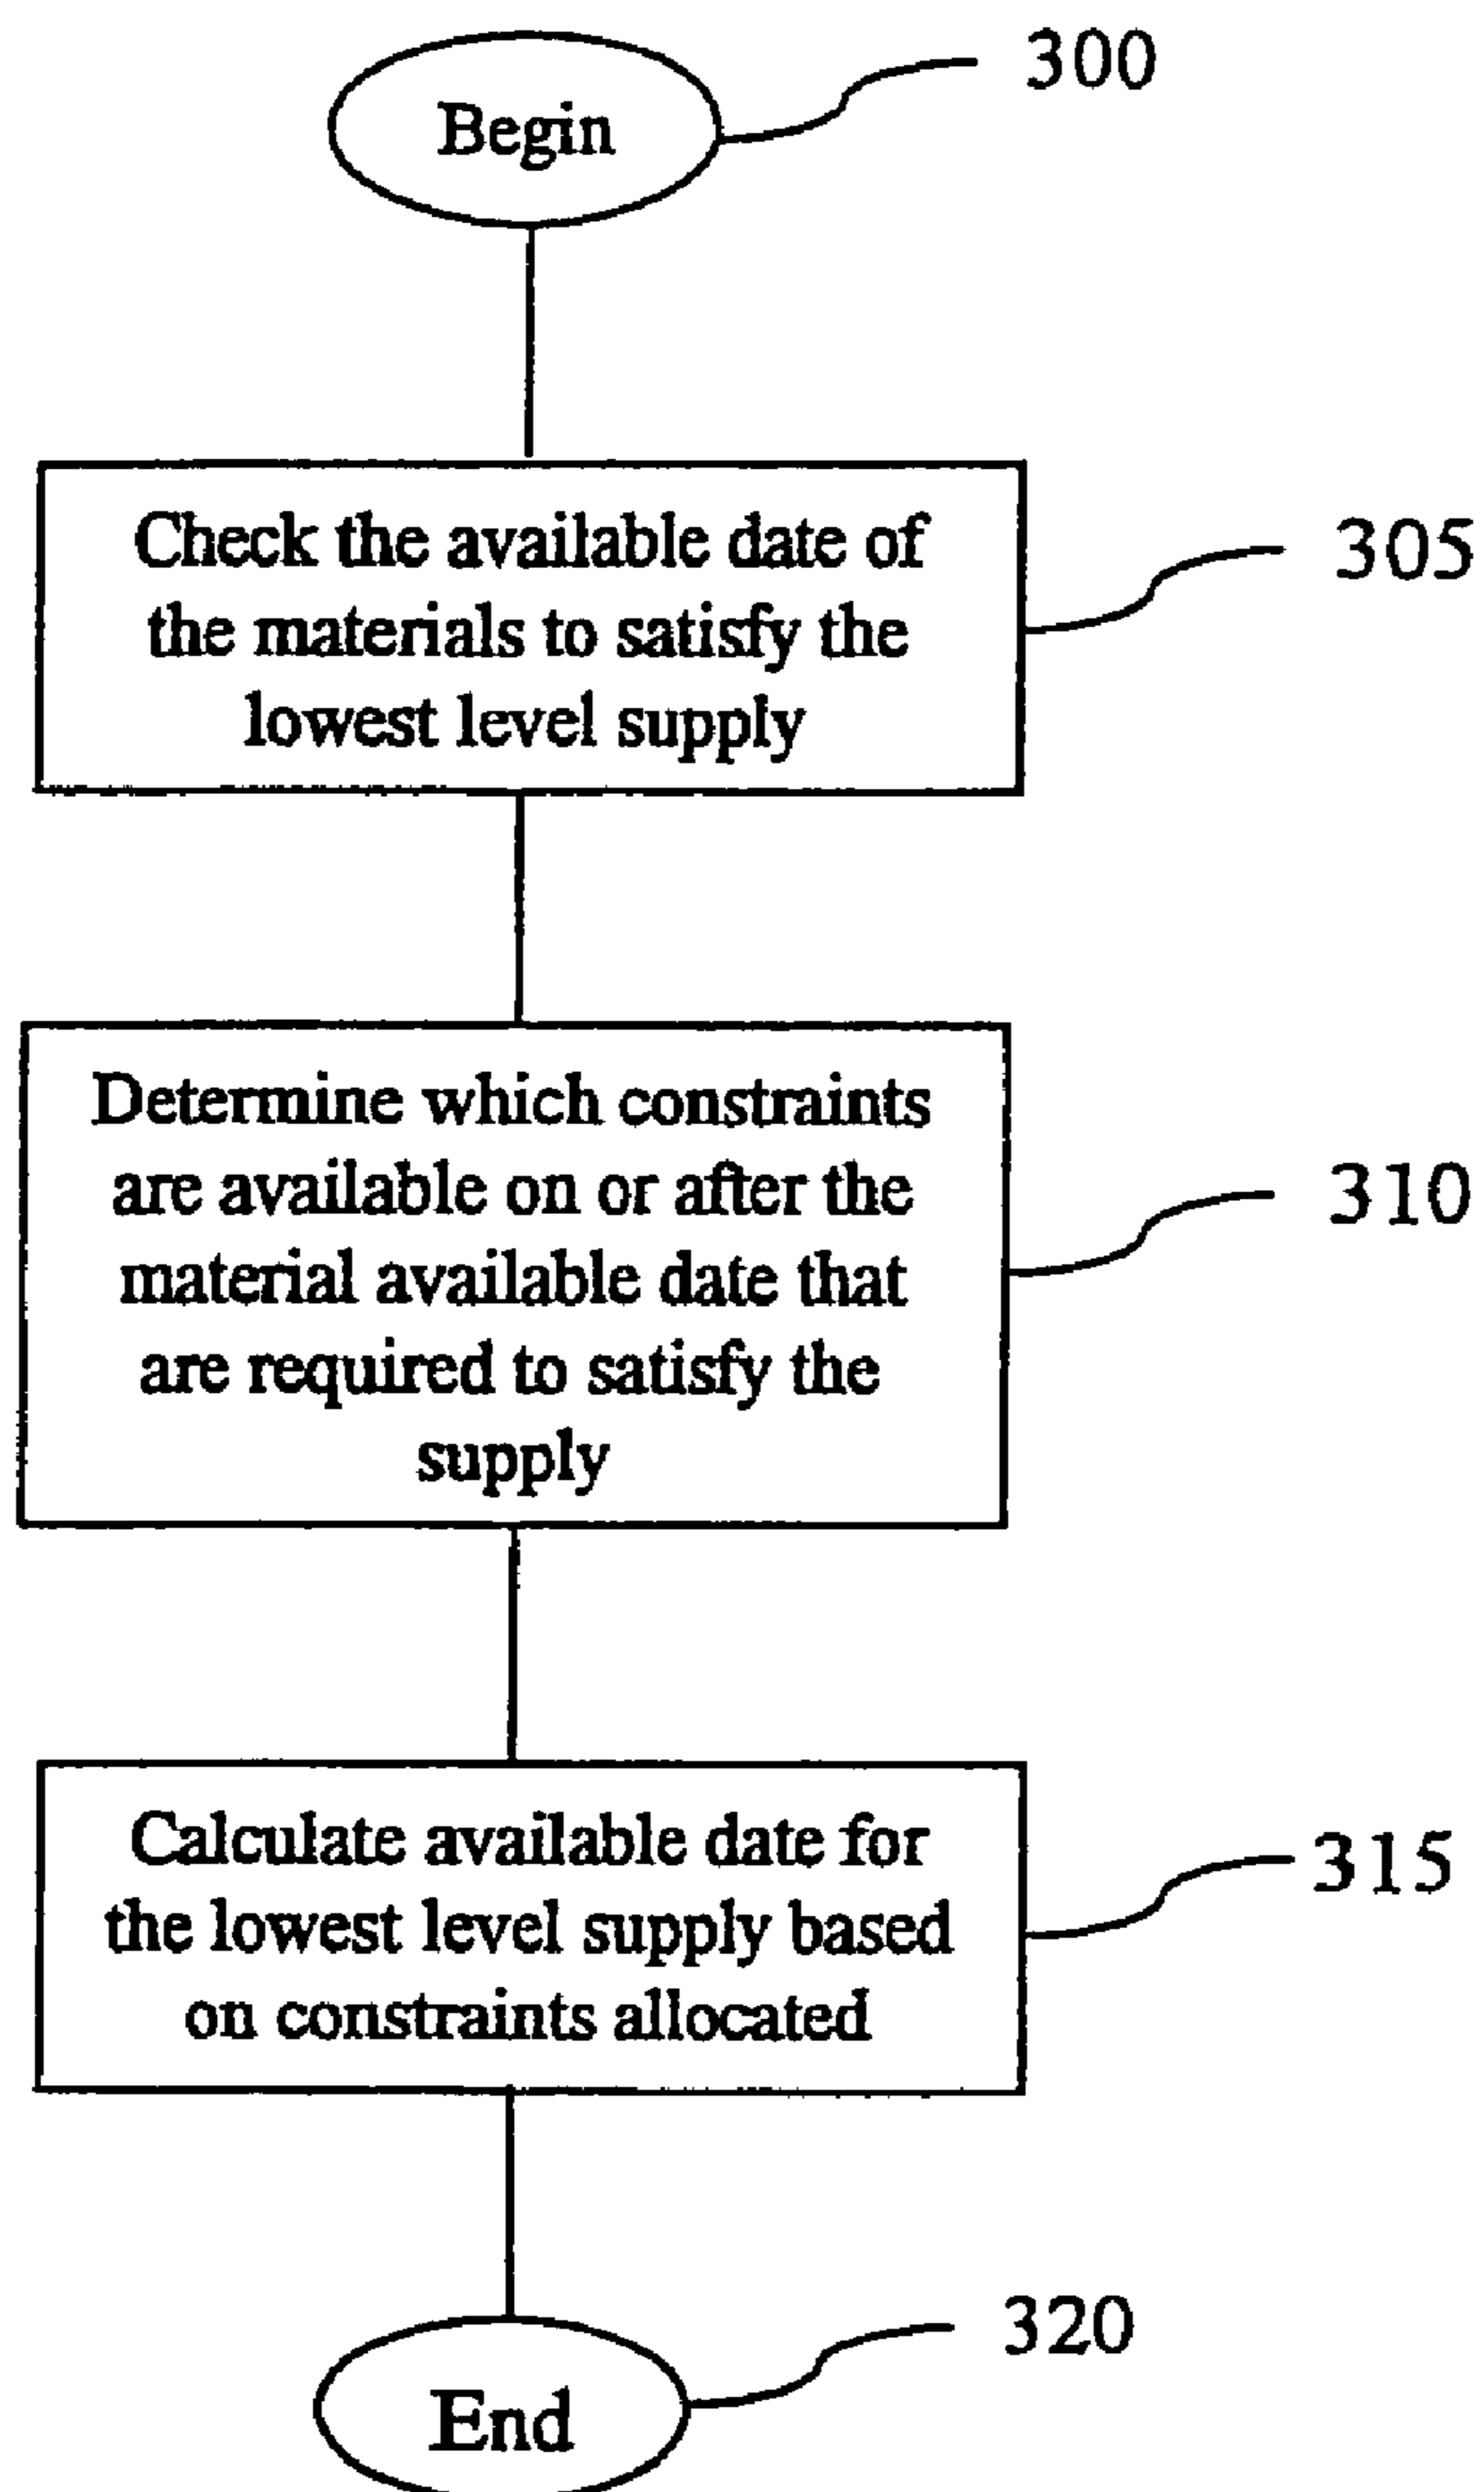 Begin
300
Check the available date of
the materials to satisfy the
lowest level supply
305
Determine which constraints
are available on or after the
material available date that
are required to satisfy the
supply
310
Calculate available date for
the lowest level supply based
on constraints allocated
315
End
320